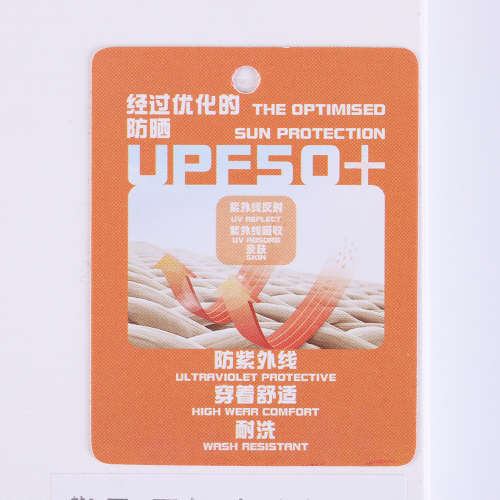 经过优化的 THE OPTIMISED
防晒 SUN PROTECTION
UPF50+
紫外线反射
UV REFLECT
紫外线吸收
UV ABSORB
皮肤
SKIN
防紫外线
ULTRAVIOLET PROTECTIVE
穿着舒适
HIGH WEAR COMFORT
耐洗
WASH RESISTANT